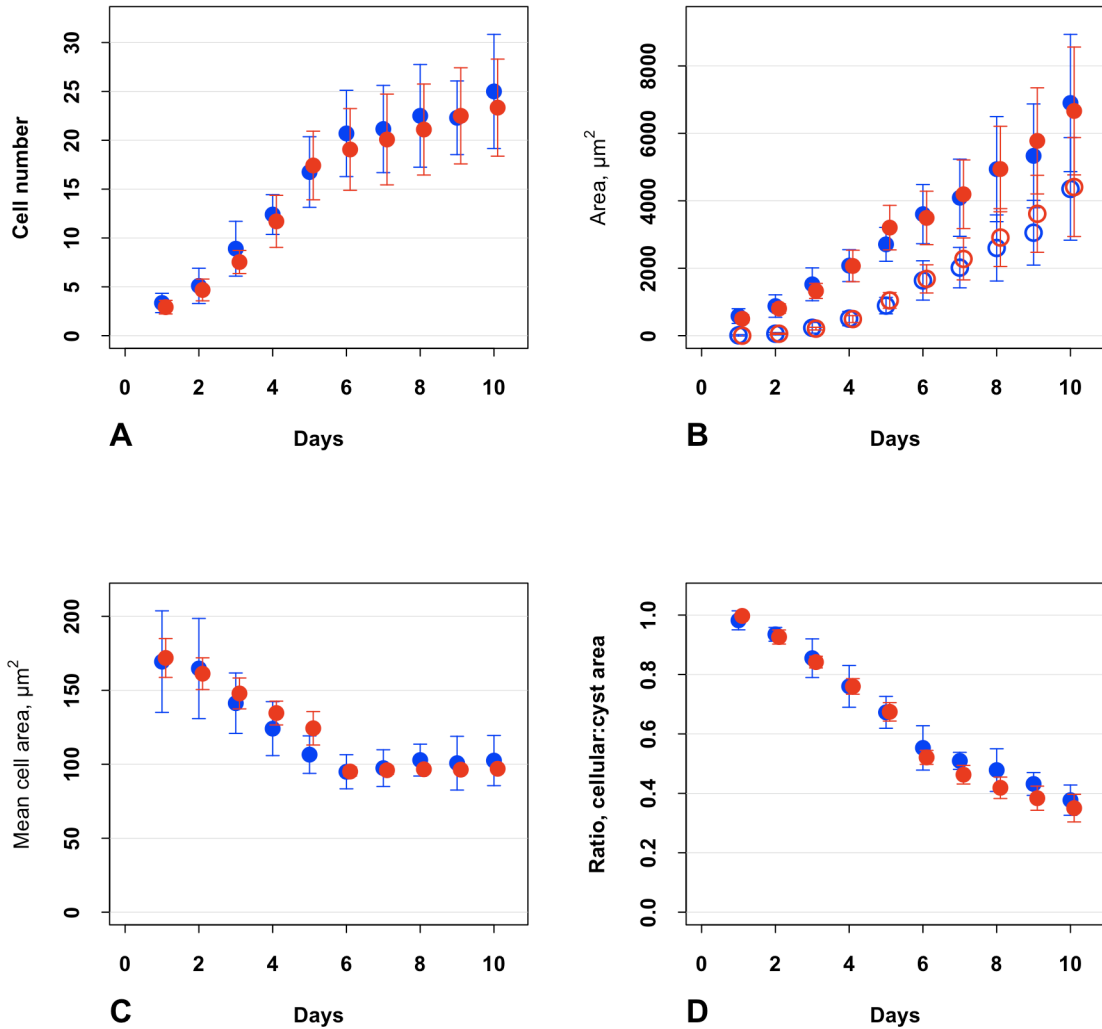 Cell number
30
25
20
15
10
5
0
0 2 4 6 8 10
A
Days
Area, µm²
8000
6000
4000
2000
0
0 2 4 6 8 10
B
Days
Mean cell area, µm²
200
150
100
50
0
0 2 4 6 8 10
C
Days
Ratio, cellular:cyst area
1.0
0.8
0.6
0.4
0.2
0.0
0 2 4 6 8 10
D
Days